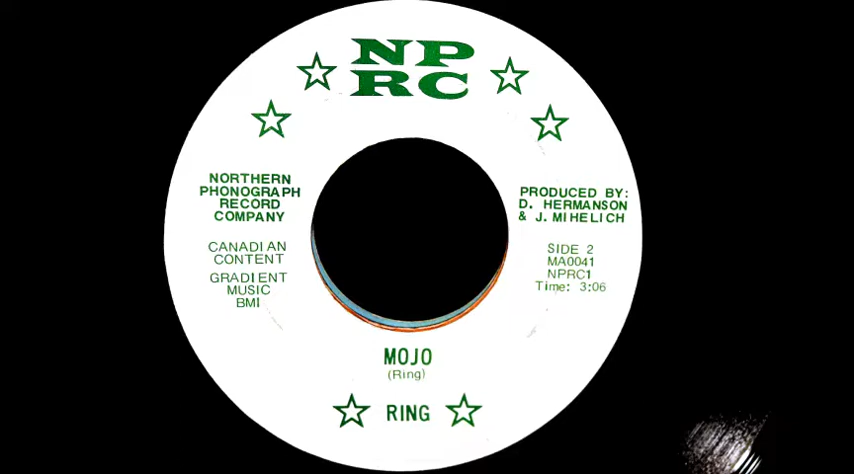 NP
RC
NORTHERN
PHONOGRAPH
RECORD
COMPANY
CANADIAN
CONTENT
GRADIENT
MUSIC
BMI
PRODUCED BY:
D. HERMANSON
& J. MIHELICH
SIDE 2
MA0041
NPRC1
Time: 3:06
MOJO
(Ring)
RING